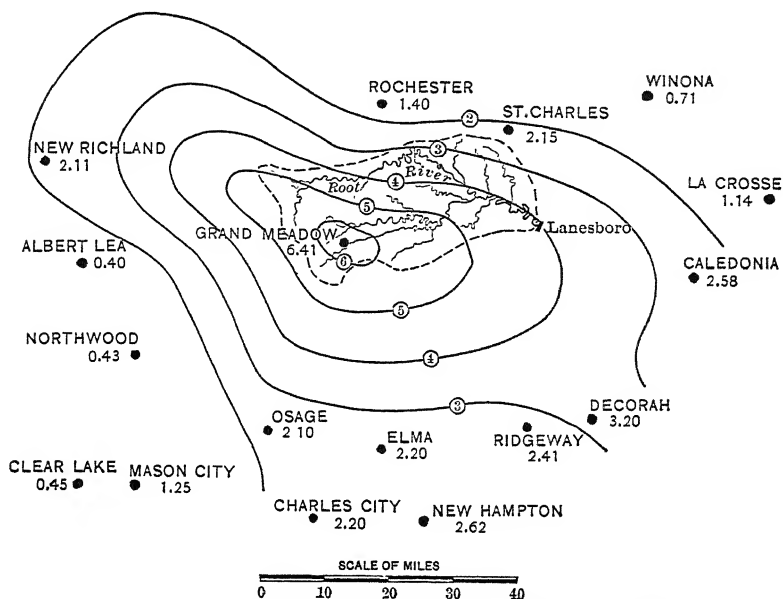 ROCHESTER
1.40
WINONA
0.71
2
ST. CHARLES
2.15
NEW RICHLAND
2.11
3
4
Root River
LA CROSSE
1.14
5
GRAND MEADOW
6.41
Lanesboro
6
ALBERT LEA
0.40
CALEDONIA
2.58
5
NORTHWOOD
0.43
4
3
OSAGE
2 10
DECORAH
3.20
ELMA
2.20
RIDGEWAY
2.41
CLEAR LAKE
0.45
MASON CITY
1.25
CHARLES CITY
2.20
NEW HAMPTON
2.62
SCALE OF MILES
0 10 20 30 40